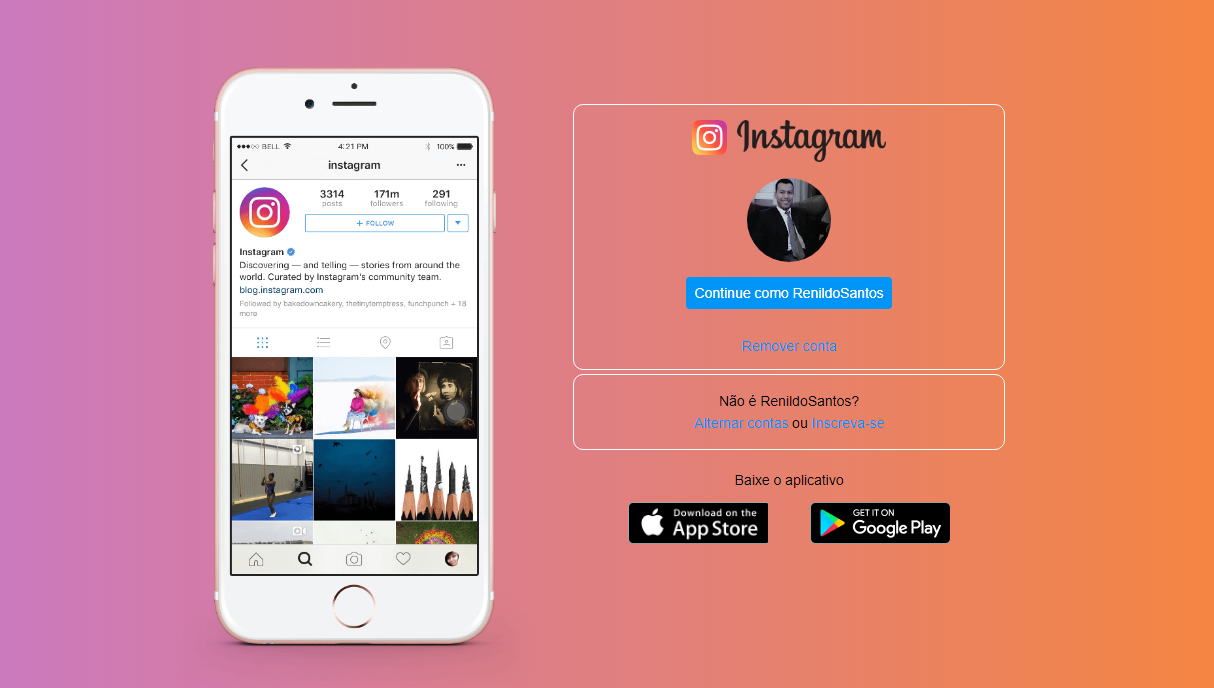 BELL
4:21 PM
100%
instagram
3314
posts
171m
followers
291
following
+ FOLLOW
Instagram
Discovering — and telling — stories from around the
world. Curated by Instagram's community team.
blog.instagram.com
Followed by bakedowncakery, thetinytemptress, funchpunch + 18
more
Instagram
Continue como RenildoSantos
Remover conta
Não é RenildoSantos?
Alternar contas ou Inscreva-se
Baixe o aplicativo
Download on the
App Store
GET IT ON
Google Play